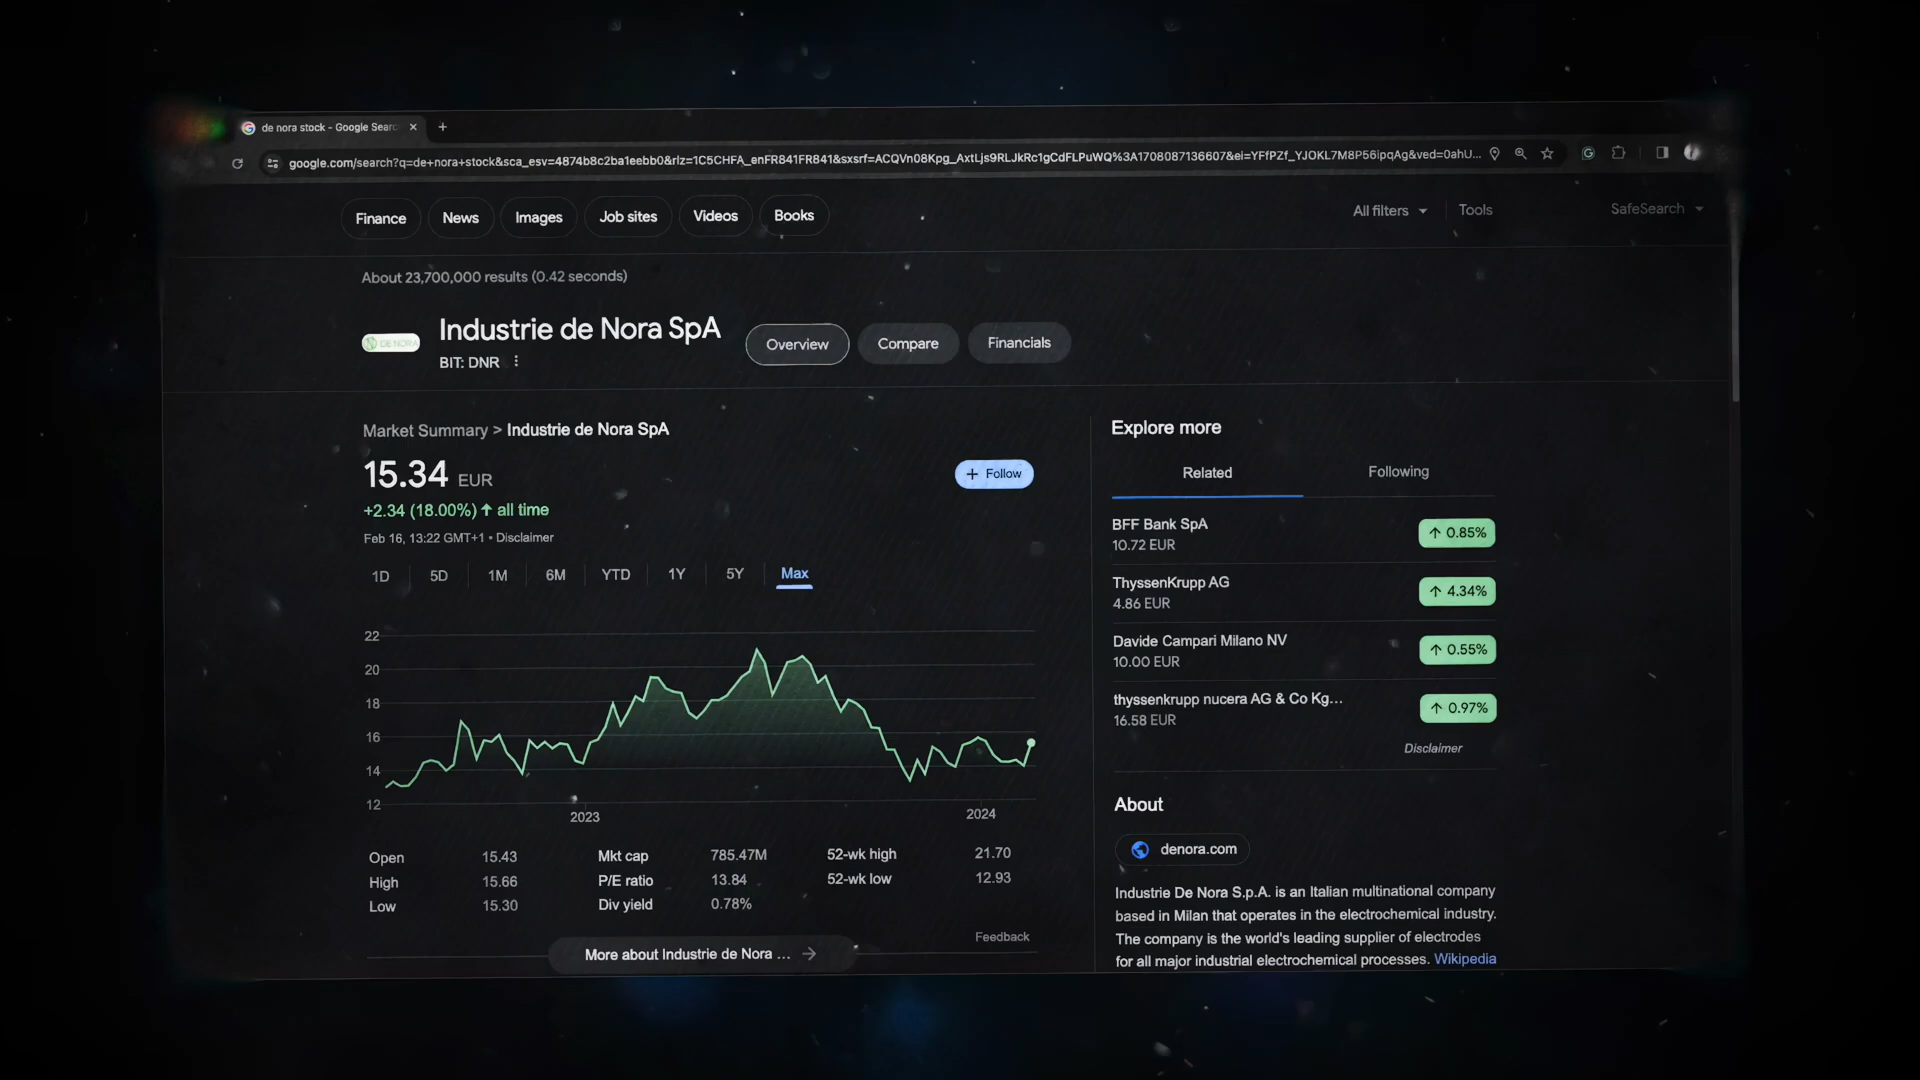 de nora stock - Google Searc
google.com/search?q=de+nora+stock&sca_esv=4874b8c2ba1eebb0&rlz=1C5CHFA_enFR841FR841&sxsrf=ACQVn08Kpg_AxtLjs9RLJkRc1gCdFLPuWQ%3A1708087136607&ei=YFfPZf_YJOKL7M8P56ipqAg&ved=0ahU...
Finance News Images Job sites Videos Books All filters Tools SafeSearch
About 23,700,000 results (0.42 seconds)
DE NORA
Industrie de Nora SpA
BIT: DNR
Overview Compare Financials
Market Summary > Industrie de Nora SpA
15.34 EUR
+ Follow
+2.34 (18.00%) ↑ all time
Feb 16, 13:22 GMT+1 • Disclaimer
1D 5D 1M 6M YTD 1Y 5Y Max
22
20
18
16
14
12
2023 2024
Open 15.43 Mkt cap 785.47M 52-wk high 21.70
High 15.66 P/E ratio 13.84 52-wk low 12.93
Low 15.30 Div yield 0.78%
Feedback
More about Industrie de Nora ... →
Explore more
Related Following
BFF Bank SpA
10.72 EUR
↑ 0.85%
ThyssenKrupp AG
4.86 EUR
↑ 4.34%
Davide Campari Milano NV
10.00 EUR
↑ 0.55%
thyssenkrupp nucera AG & Co Kg...
16.58 EUR
↑ 0.97%
Disclaimer
About
denora.com
Industrie De Nora S.p.A. is an Italian multinational company
based in Milan that operates in the electrochemical industry.
The company is the world's leading supplier of electrodes
for all major industrial electrochemical processes. Wikipedia